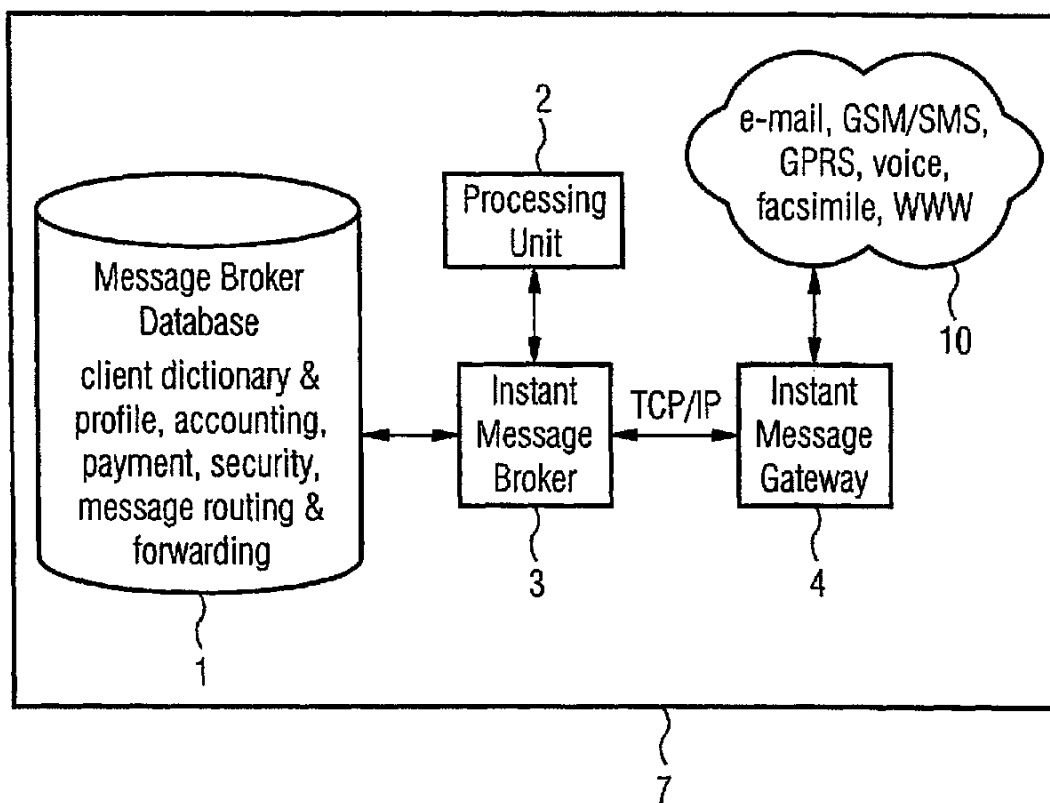 2
Processing
Unit
e-mail, GSM/SMS,
GPRS, voice,
facsimile, WWW
10
Message Broker
Database
client dictionary &
profile, accounting,
payment, security,
message routing &
forwarding
1
Instant
Message
Broker
3
TCP/IP
Instant
Message
Gateway
4
7